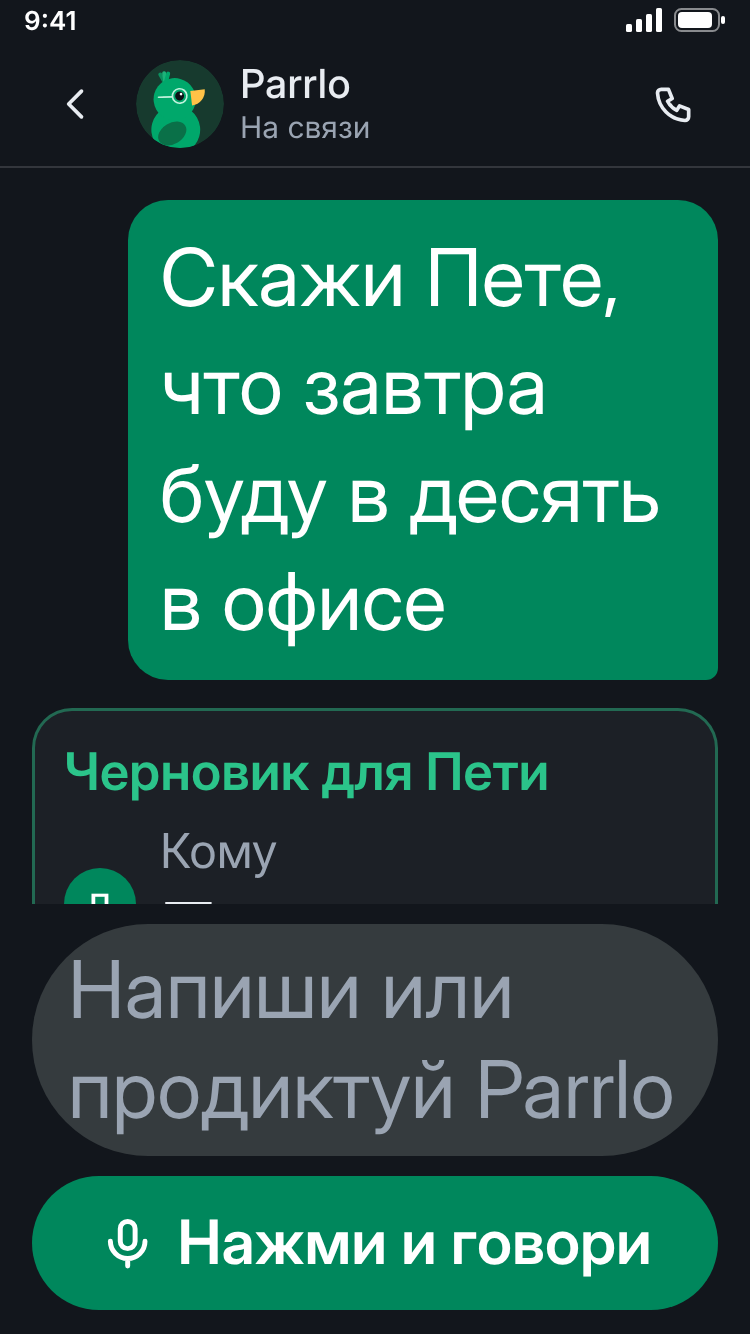 9:41
Parrlo
На связи
Скажи Пете,
что завтра
буду в десять
в офисе
Черновик для Пети
Кому
Напиши или
продиктуй Parrlo
Нажми и говори